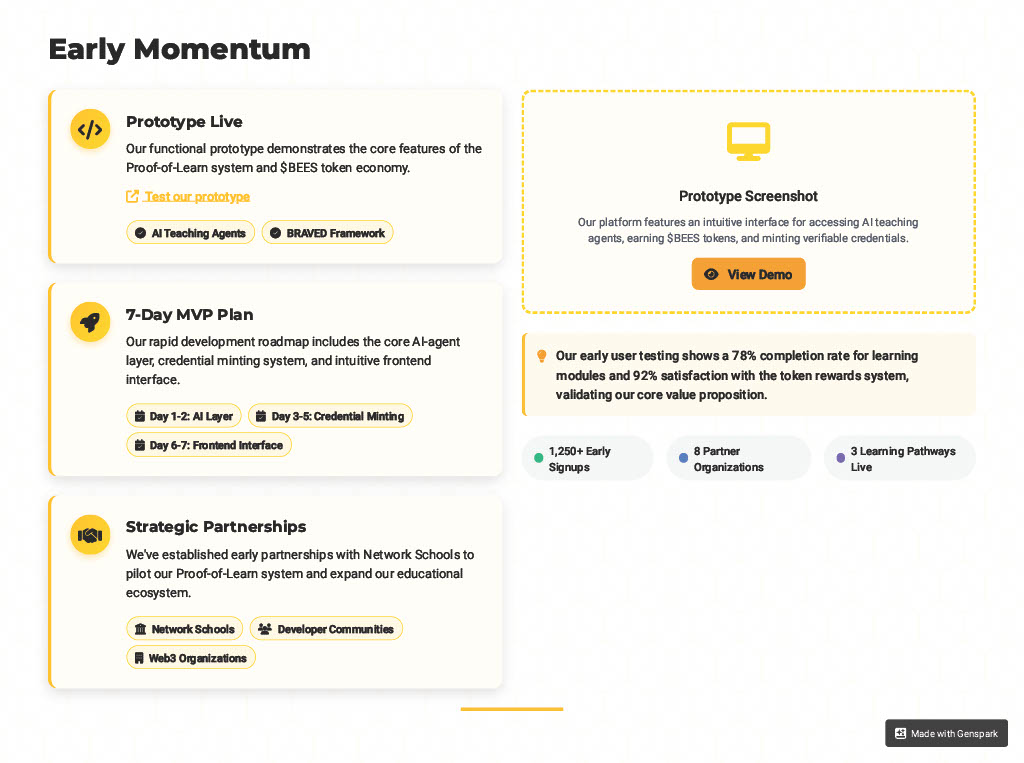 Early Momentum
Prototype Live
Our functional prototype demonstrates the core features of the
Proof-of-Learn system and $BEES token economy.
Test our prototype
AI Teaching Agents
BRAVED Framework
7-Day MVP Plan
Our rapid development roadmap includes the core AI-agent
layer, credential minting system, and intuitive frontend
interface.
Day 1-2: AI Layer
Day 3-5: Credential Minting
Day 6-7: Frontend Interface
Strategic Partnerships
We've established early partnerships with Network Schools to
pilot our Proof-of-Learn system and expand our educational
ecosystem.
Network Schools
Developer Communities
Web3 Organizations
Prototype Screenshot
Our platform features an intuitive interface for accessing AI teaching
agents, earning $BEES tokens, and minting verifiable credentials.
View Demo
Our early user testing shows a 78% completion rate for learning
modules and 92% satisfaction with the token rewards system,
validating our core value proposition.
1,250+ Early
Signups
8 Partner
Organizations
3 Learning Pathways
Live
Made with Genspark